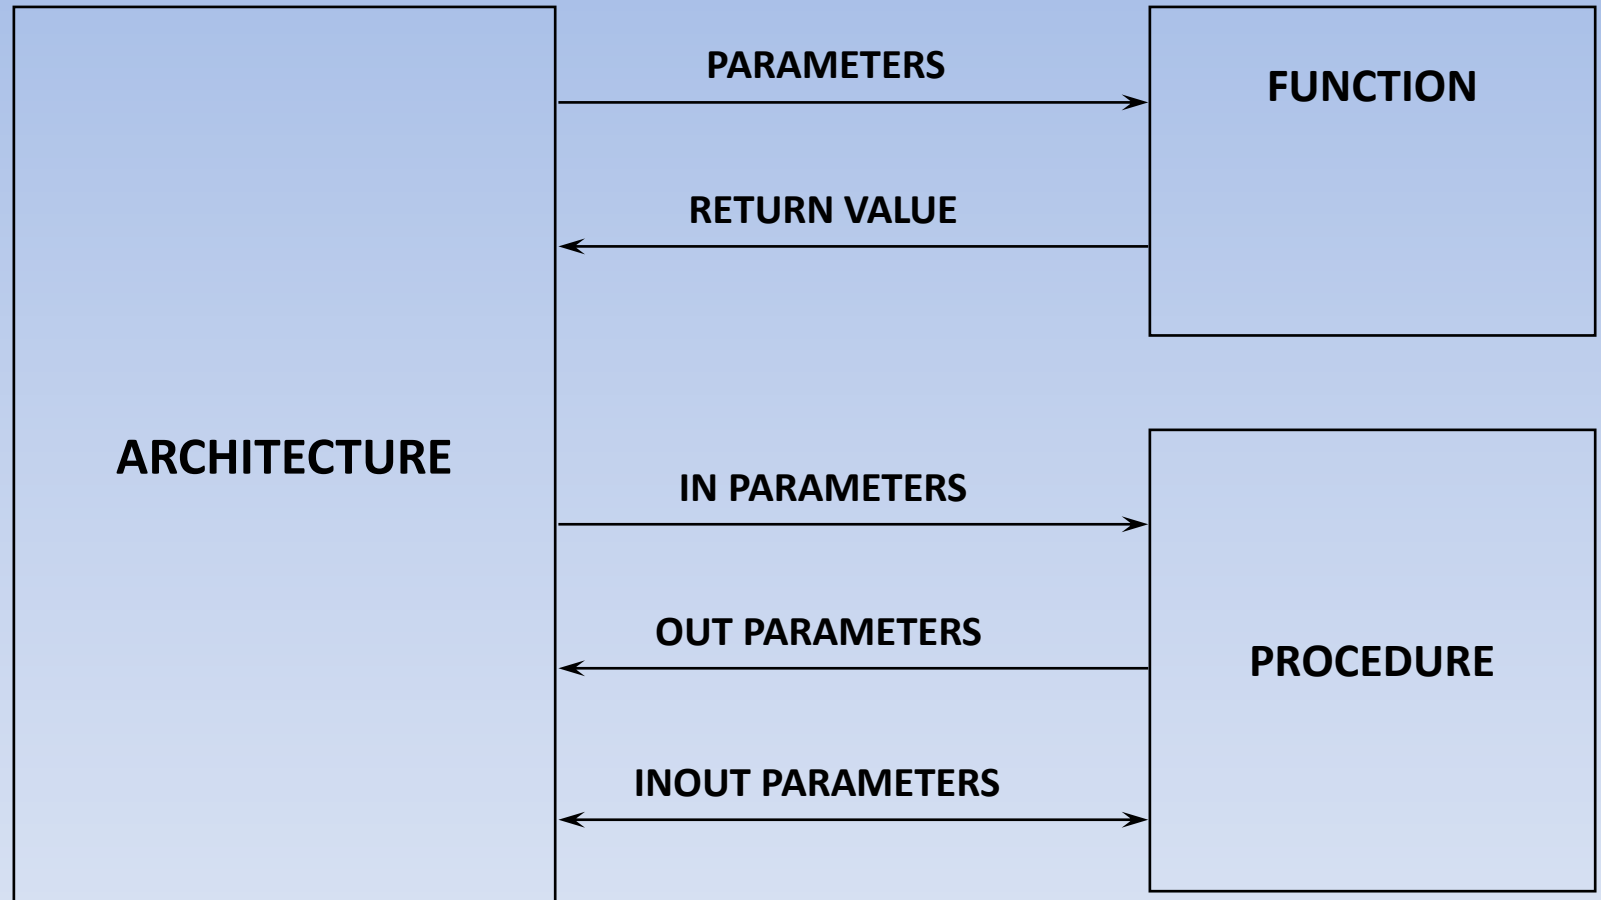 PARAMETERS
FUNCTION
RETURN VALUE
ARCHITECTURE
IN PARAMETERS
OUT PARAMETERS
PROCEDURE
INOUT PARAMETERS